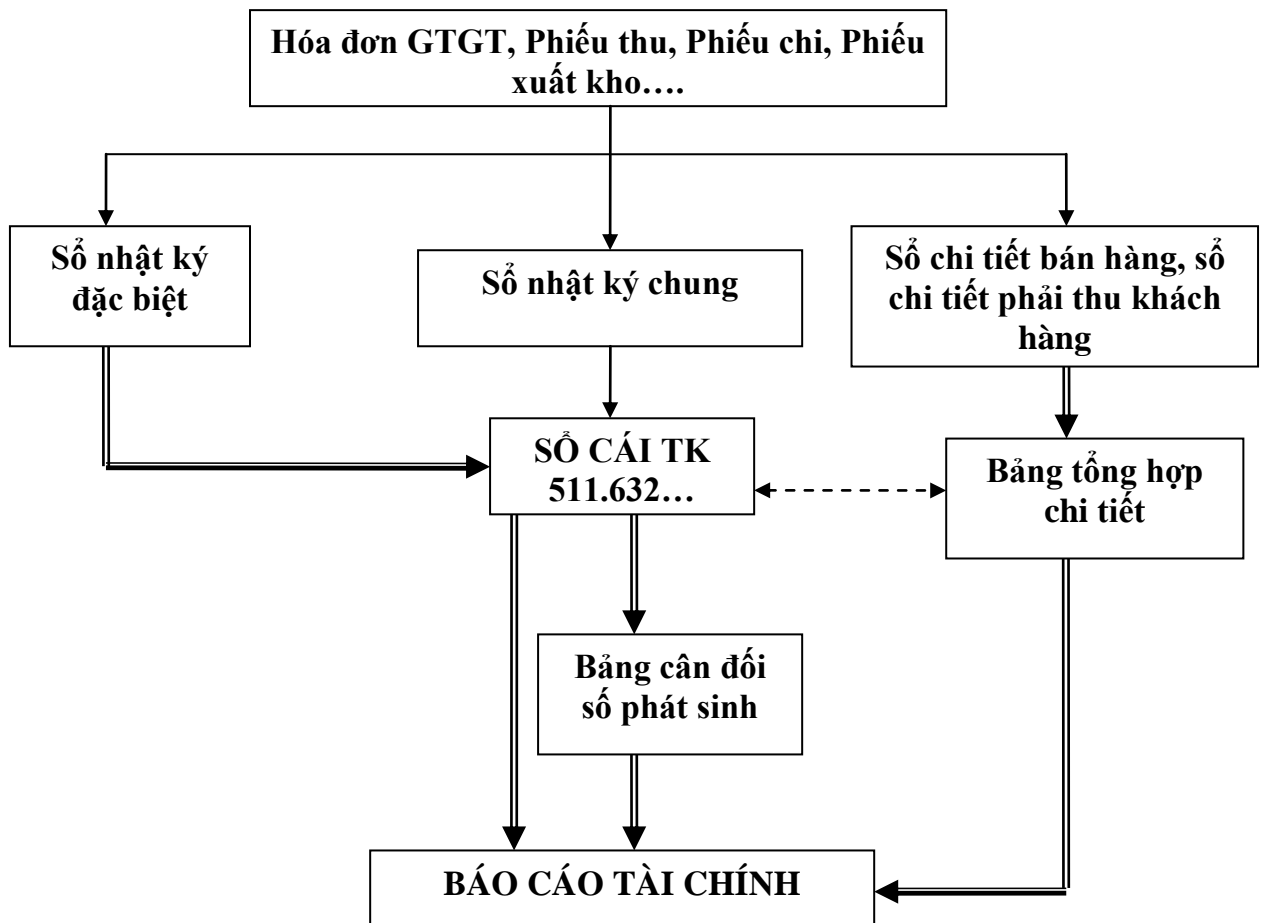 Hóa đơn GTGT, Phiếu thu, Phiếu chi, Phiếu
xuất kho….
Sổ nhật ký
đặc biệt
Sổ nhật ký chung
Sổ chi tiết bán hàng, sổ
chi tiết phải thu khách
hàng
SỔ CÁI TK
511.632…
Bảng tổng hợp
chi tiết
Bảng cân đối
số phát sinh
BÁO CÁO TÀI CHÍNH